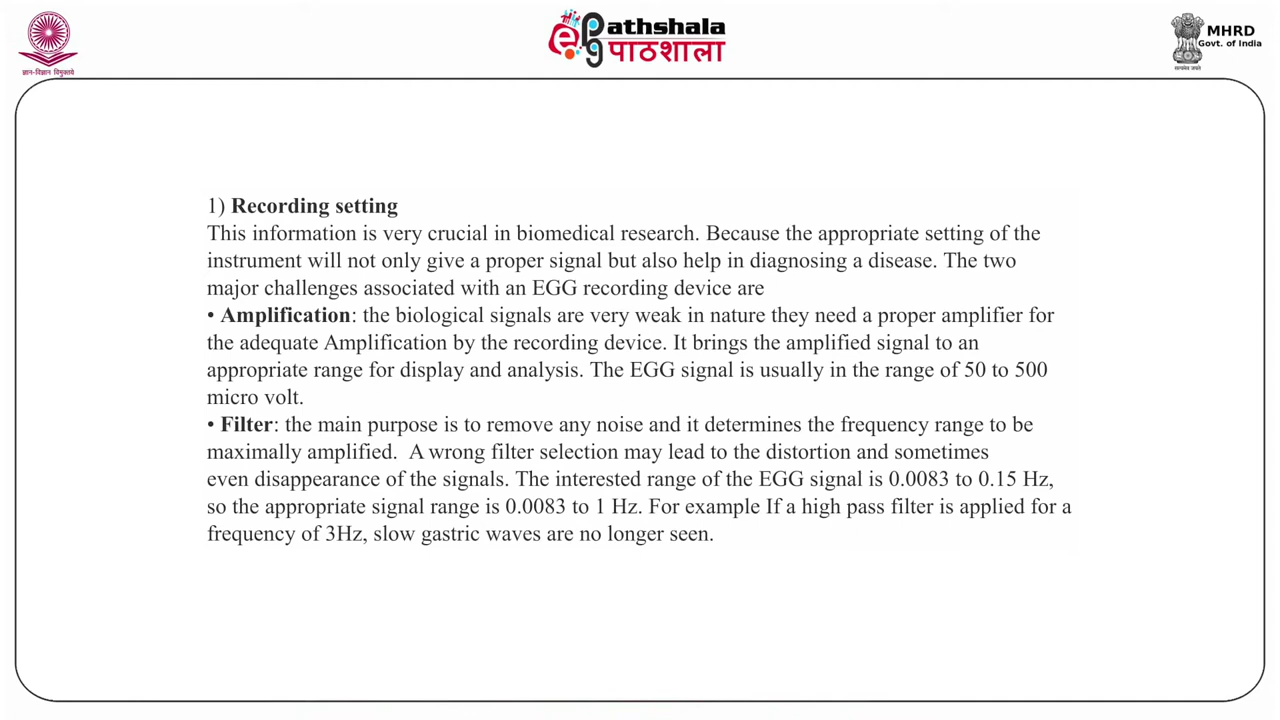 ज्ञान-विज्ञान विमुक्तये
epg
athshala
पाठशाला
MHRD
Govt. of India
सत्यमेव जयते
1) Recording setting
This information is very crucial in biomedical research. Because the appropriate setting of the
instrument will not only give a proper signal but also help in diagnosing a disease. The two
major challenges associated with an EGG recording device are
• Amplification: the biological signals are very weak in nature they need a proper amplifier for
the adequate Amplification by the recording device. It brings the amplified signal to an
appropriate range for display and analysis. The EGG signal is usually in the range of 50 to 500
micro volt.
• Filter: the main purpose is to remove any noise and it determines the frequency range to be
maximally amplified.  A wrong filter selection may lead to the distortion and sometimes
even disappearance of the signals. The interested range of the EGG signal is 0.0083 to 0.15 Hz,
so the appropriate signal range is 0.0083 to 1 Hz. For example If a high pass filter is applied for a
frequency of 3Hz, slow gastric waves are no longer seen.